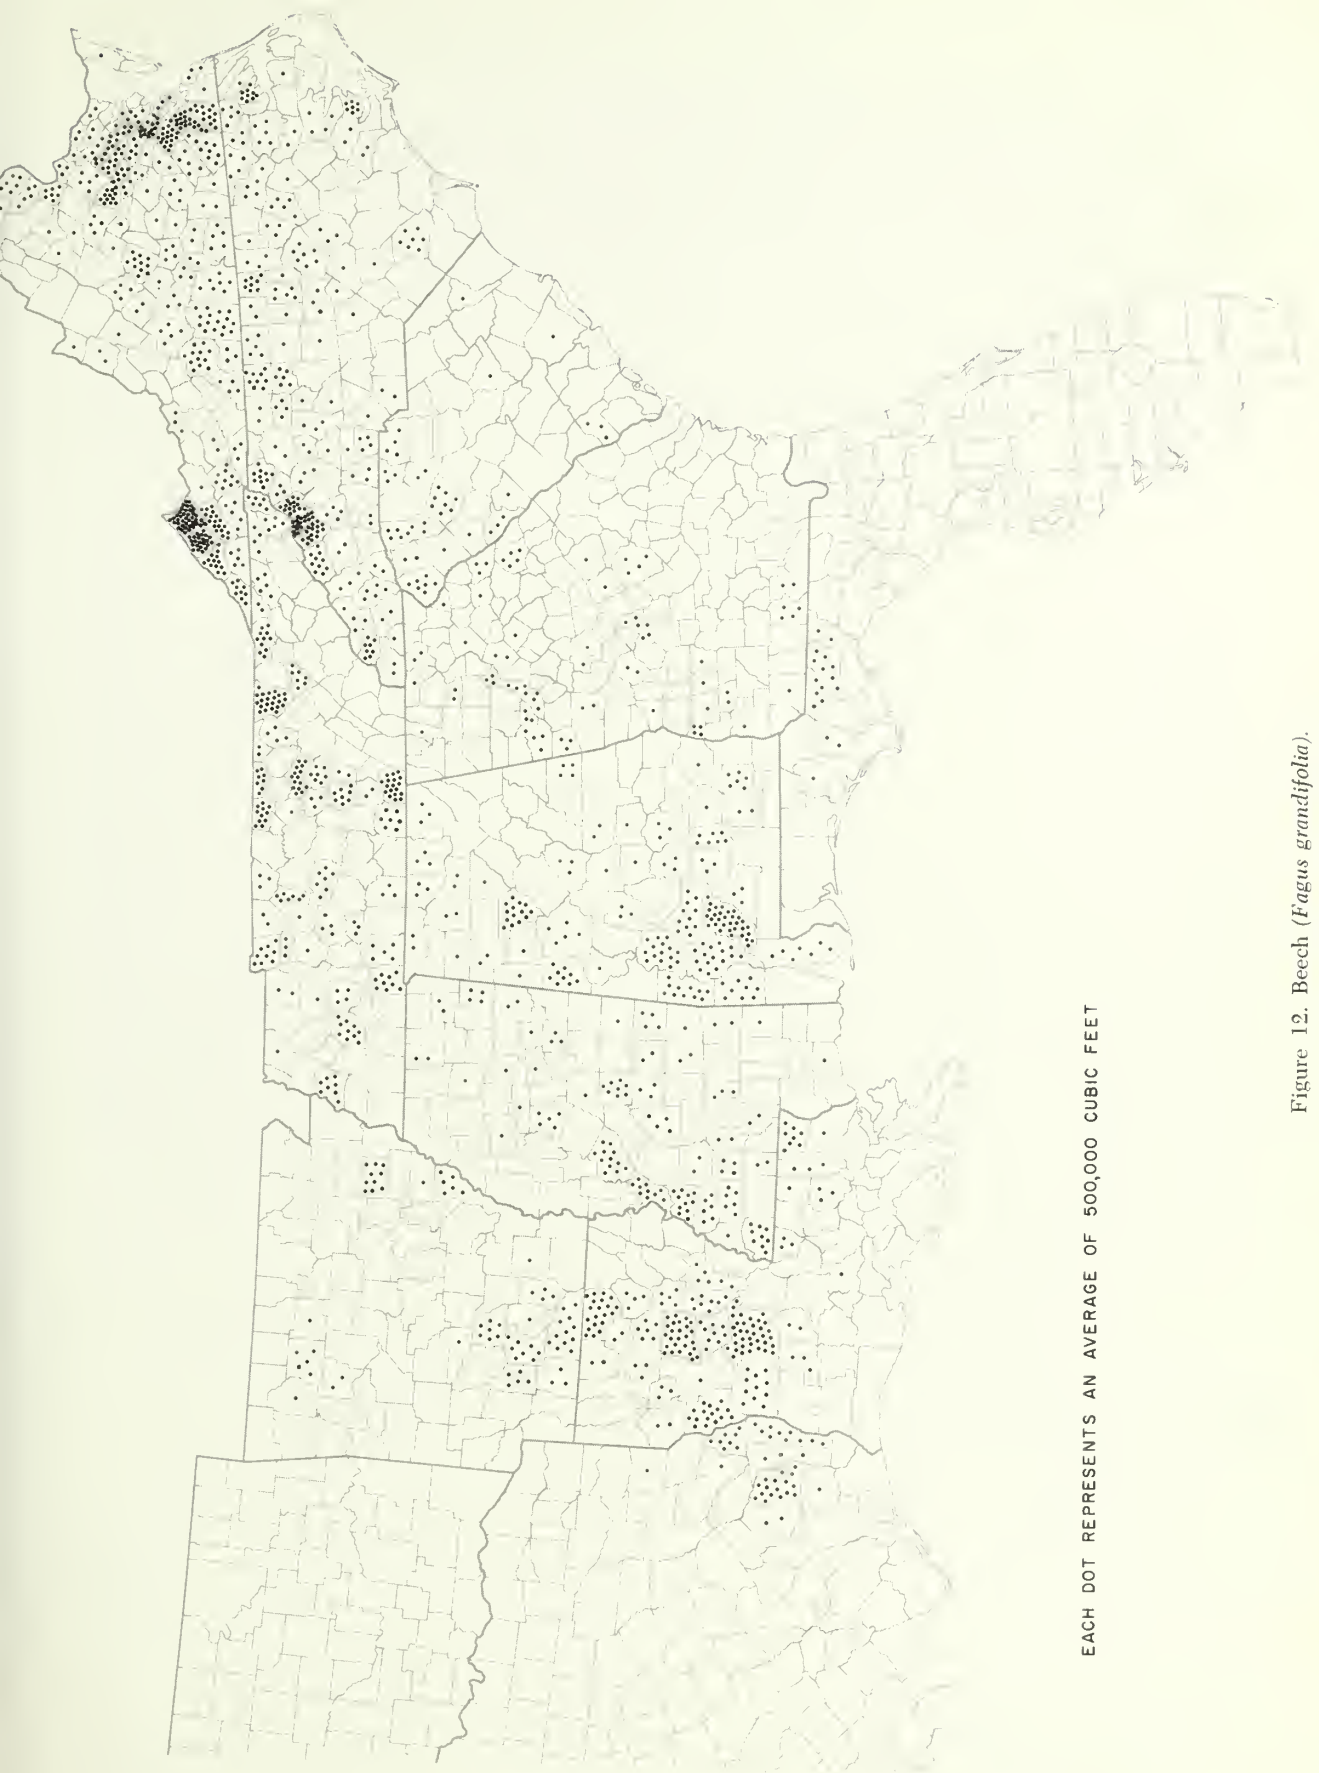 EACH DOT REPRESENTS AN AVERAGE OF 500,000 CUBIC FEET
Figure 12. Beech (Fagus grandifolia).